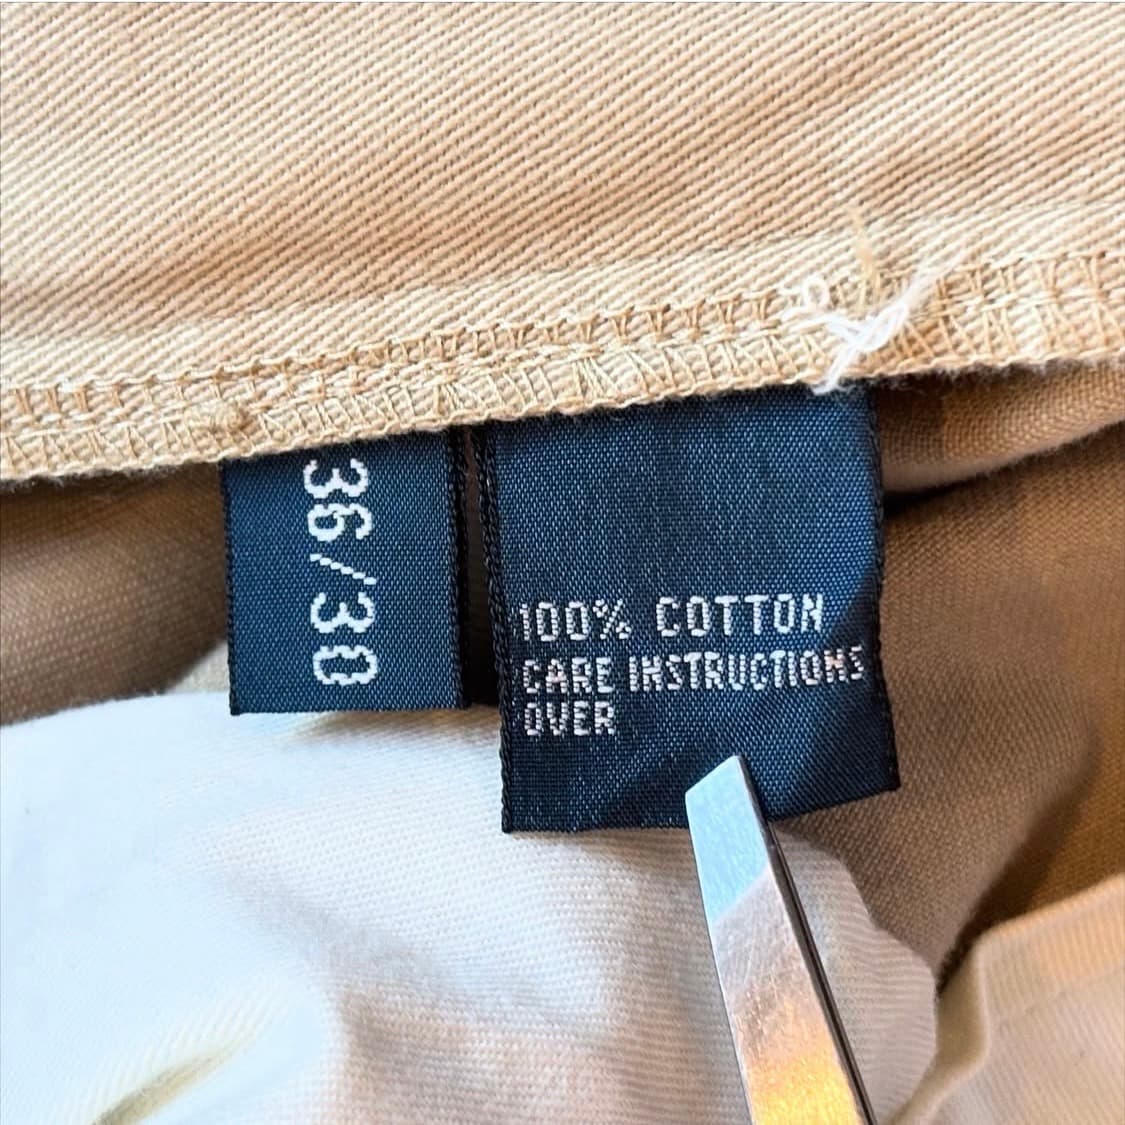 36/30
100% COTTON
CARE INSTRUCTIONS
OVER